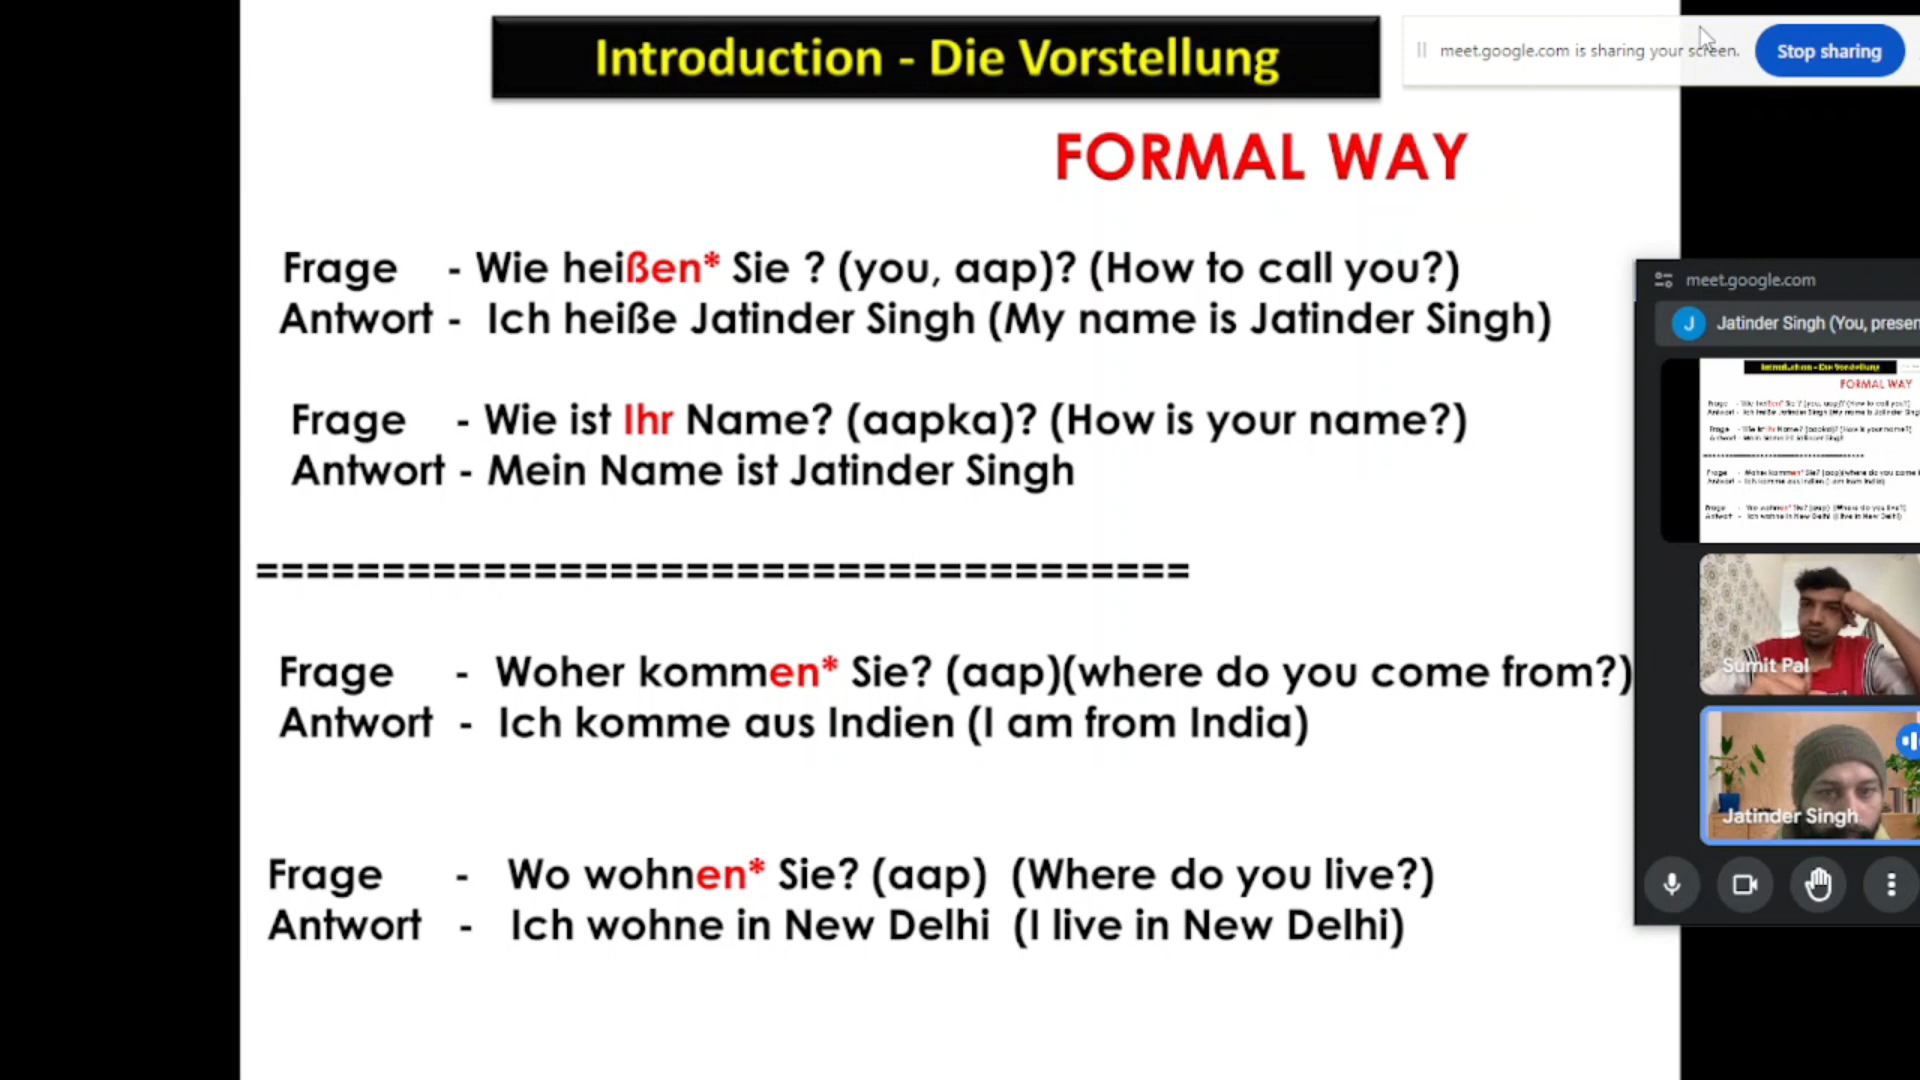 Introduction - Die Vorstellung
meet.google.com is sharing your screen.
Stop sharing
FORMAL WAY
Frage - Wie heißen* Sie ? (you, aap)? (How to call you?)
Antwort - Ich heiße Jatinder Singh (My name is Jatinder Singh)
Frage - Wie ist Ihr Name? (aapka)? (How is your name?)
Antwort - Mein Name ist Jatinder Singh
=====================================
Frage - Woher kommen* Sie? (aap)(where do you come from?)
Antwort - Ich komme aus Indien (I am from India)
Frage - Wo wohnen* Sie? (aap) (Where do you live?)
Antwort - Ich wohne in New Delhi (I live in New Delhi)
meet.google.com
J Jatinder Singh (You, presen
Introduction - Die Vorstellung
FORMAL WAY
Sumit Pal
Jatinder Singh